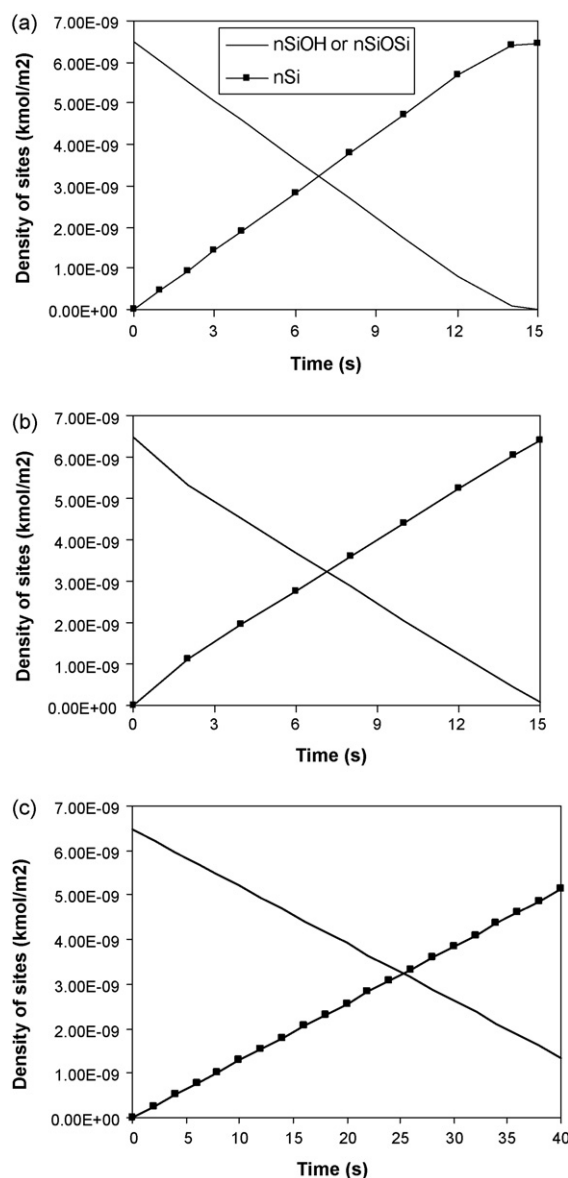 (a)
7.00E-09
6.00E-09
5.00E-09
4.00E-09
3.00E-09
2.00E-09
1.00E-09
0.00E+00
Density of sites (kmol/m2)
nSiOH or nSiOSi
nSi
0 3 6 9 12 15
Time (s)
(b)
7.00E-09
6.00E-09
5.00E-09
4.00E-09
3.00E-09
2.00E-09
1.00E-09
0.00E+00
Density of sites (kmol/m2)
0 3 6 9 12 15
Time (s)
(c)
7.00E-09
6.00E-09
5.00E-09
4.00E-09
3.00E-09
2.00E-09
1.00E-09
0.00E+00
Density of sites (kmol/m2)
0 5 10 15 20 25 30 35 40
Time (s)